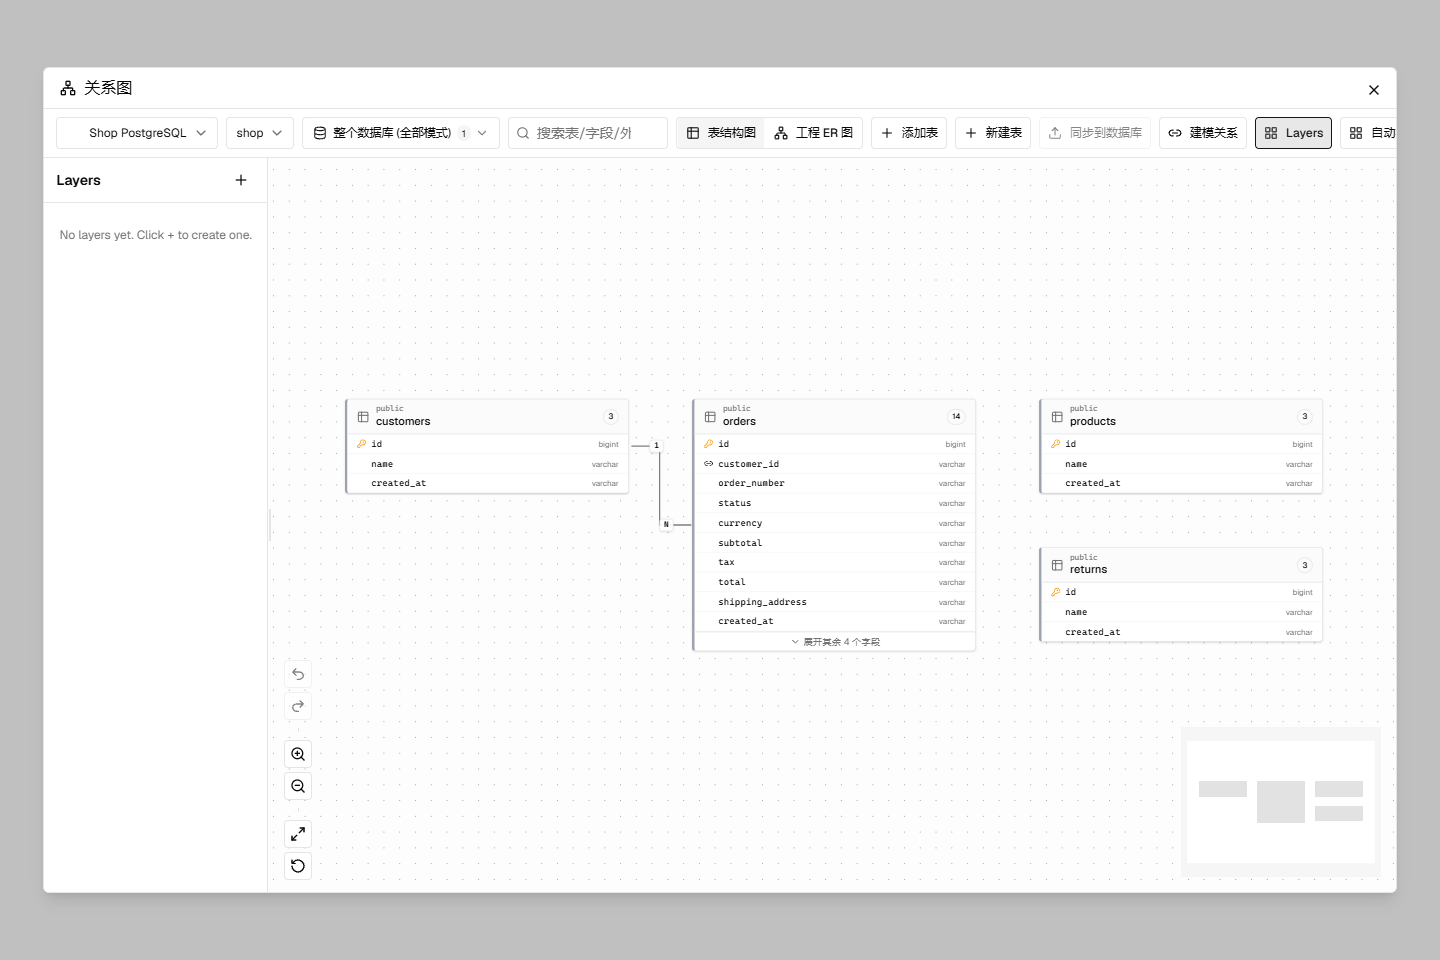 关系图
Shop PostgreSQL
shop
整个数据库 (全部模式) 1
搜索表/字段/外
表结构图
工程 ER 图
添加表
新建表
同步到数据库
建模关系
Layers
自动
Layers
No layers yet. Click + to create one.
public
customers
3
id bigint
name varchar
created_at varchar
1
N
public
orders
14
id bigint
customer_id varchar
order_number varchar
status varchar
currency varchar
subtotal varchar
tax varchar
total varchar
shipping_address varchar
created_at varchar
展开其余 4 个字段
public
products
3
id bigint
name varchar
created_at varchar
public
returns
3
id bigint
name varchar
created_at varchar